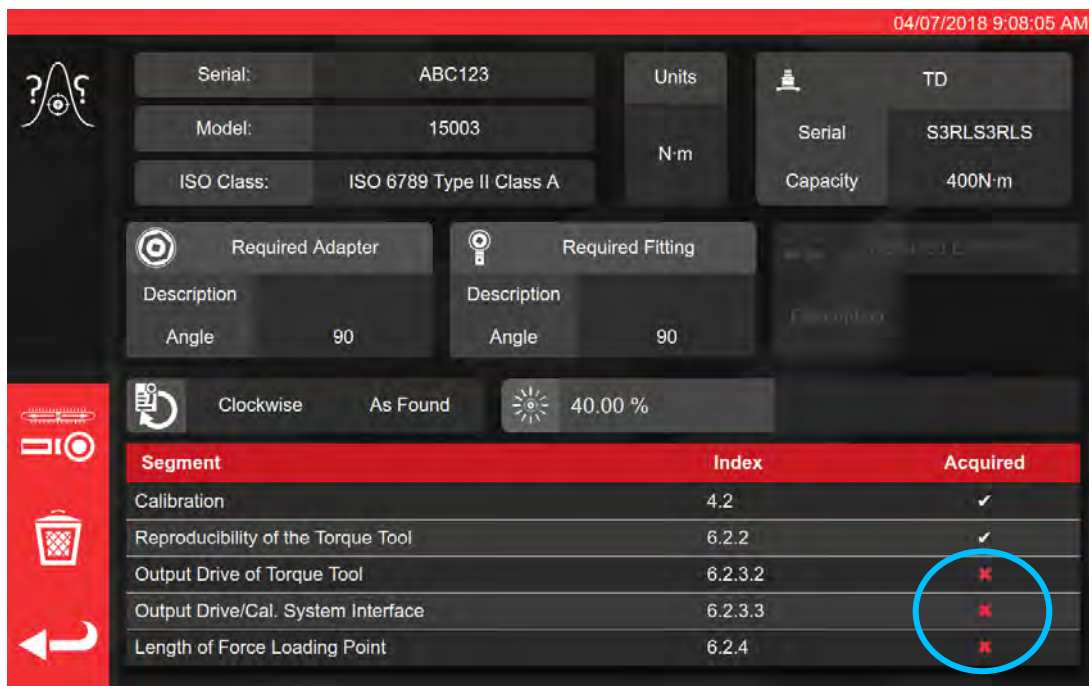 04/07/2018 9:08:05 AM
Serial: ABC123 Units TD
Model: 15003 N·m Serial S3RLS3RLS
ISO Class: ISO 6789 Type II Class A Capacity 400N·m
Required Adapter Required Fitting
Description Description Description
Angle 90 Angle 90
Clockwise As Found 40.00 %
Segment Index Acquired
Calibration 4.2 ✔
Reproducibility of the Torque Tool 6.2.2 ✔
Output Drive of Torque Tool 6.2.3.2 ✖
Output Drive/Cal. System Interface 6.2.3.3 ✖
Length of Force Loading Point 6.2.4 ✖